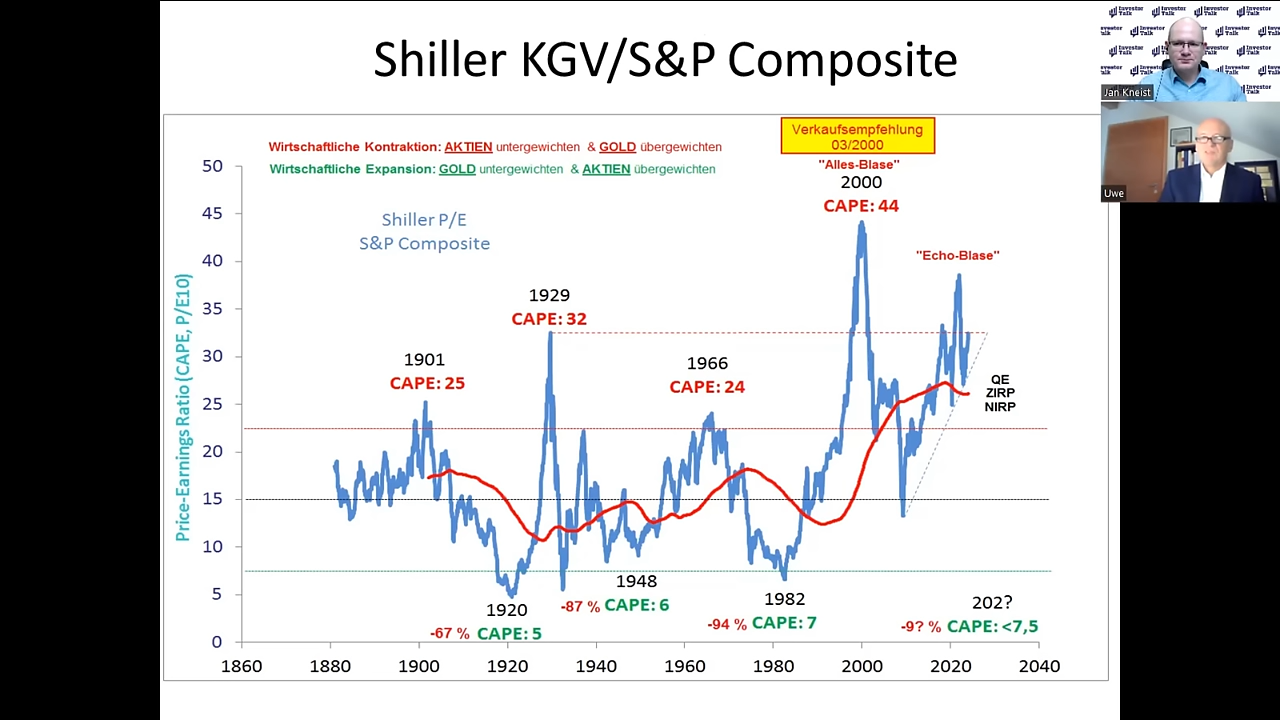 Shiller KGV/S&P Composite
Investor Talk
Jan Kneist
Uwe
Wirtschaftliche Kontraktion: AKTIEN untergewichten & GOLD übergewichten
Wirtschaftliche Expansion: GOLD untergewichten & AKTIEN übergewichten
Verkaufsempfehlung
03/2000
"Alles-Blase"
2000
CAPE: 44
Shiller P/E
S&P Composite
"Echo-Blase"
1929
CAPE: 32
1901
CAPE: 25
1966
CAPE: 24
QE
ZIRP
NIRP
Price-Earnings Ratio (CAPE, P/E10)
50
45
40
35
30
25
20
15
10
5
0
1920
-67 % CAPE: 5
1948
-87 % CAPE: 6
1982
-94 % CAPE: 7
202?
-9? % CAPE: <7,5
1860 1880 1900 1920 1940 1960 1980 2000 2020 2040